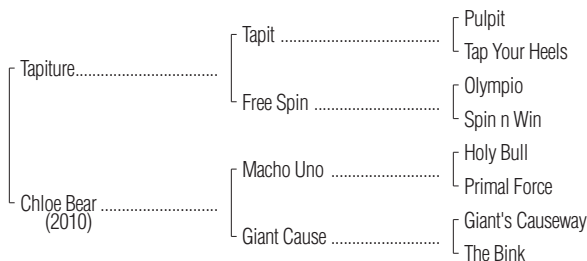 Pulpit
Tapit ..............................
Tap Your Heels
Tapiture................................
Olympio
Free Spin ..........................
Spin n Win
Holy Bull
Macho Uno ......................
Primal Force
Chloe Bear ..........................
(2010)
Giant's Causeway
Giant Cause .....................
The Bink